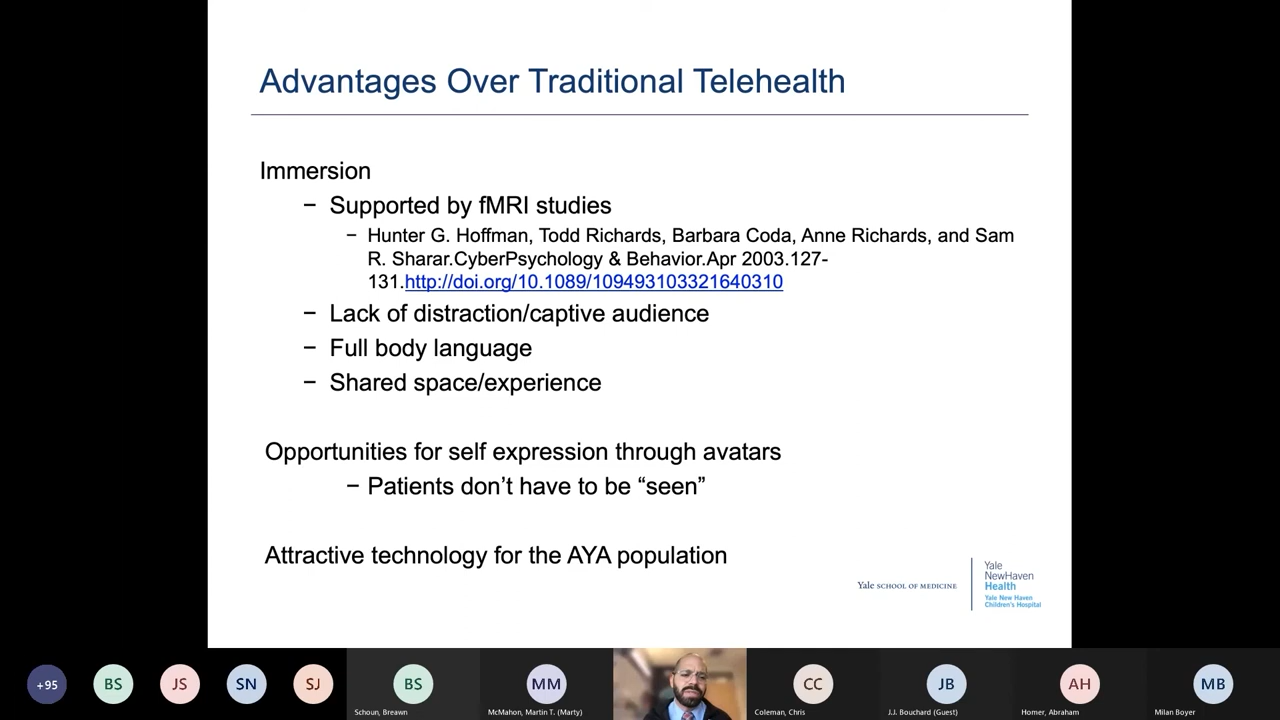 Advantages Over Traditional Telehealth
Immersion
− Supported by fMRI studies
− Hunter G. Hoffman, Todd Richards, Barbara Coda, Anne Richards, and Sam
R. Sharar.CyberPsychology & Behavior.Apr 2003.127-
131.http://doi.org/10.1089/109493103321640310
− Lack of distraction/captive audience
− Full body language
− Shared space/experience
Opportunities for self expression through avatars
− Patients don’t have to be “seen”
Attractive technology for the AYA population
Yale SCHOOL OF MEDICINE
Yale
NewHaven
Health
Yale New Haven
Children's Hospital
+95
BS
JS
SN
SJ
BS
MM
CC
JB
AH
MB
Schoun, Breawn
McMahon, Martin T. (Marty)
Coleman, Chris
J.J. Bouchard (Guest)
Homer, Abraham
Milan Boyer